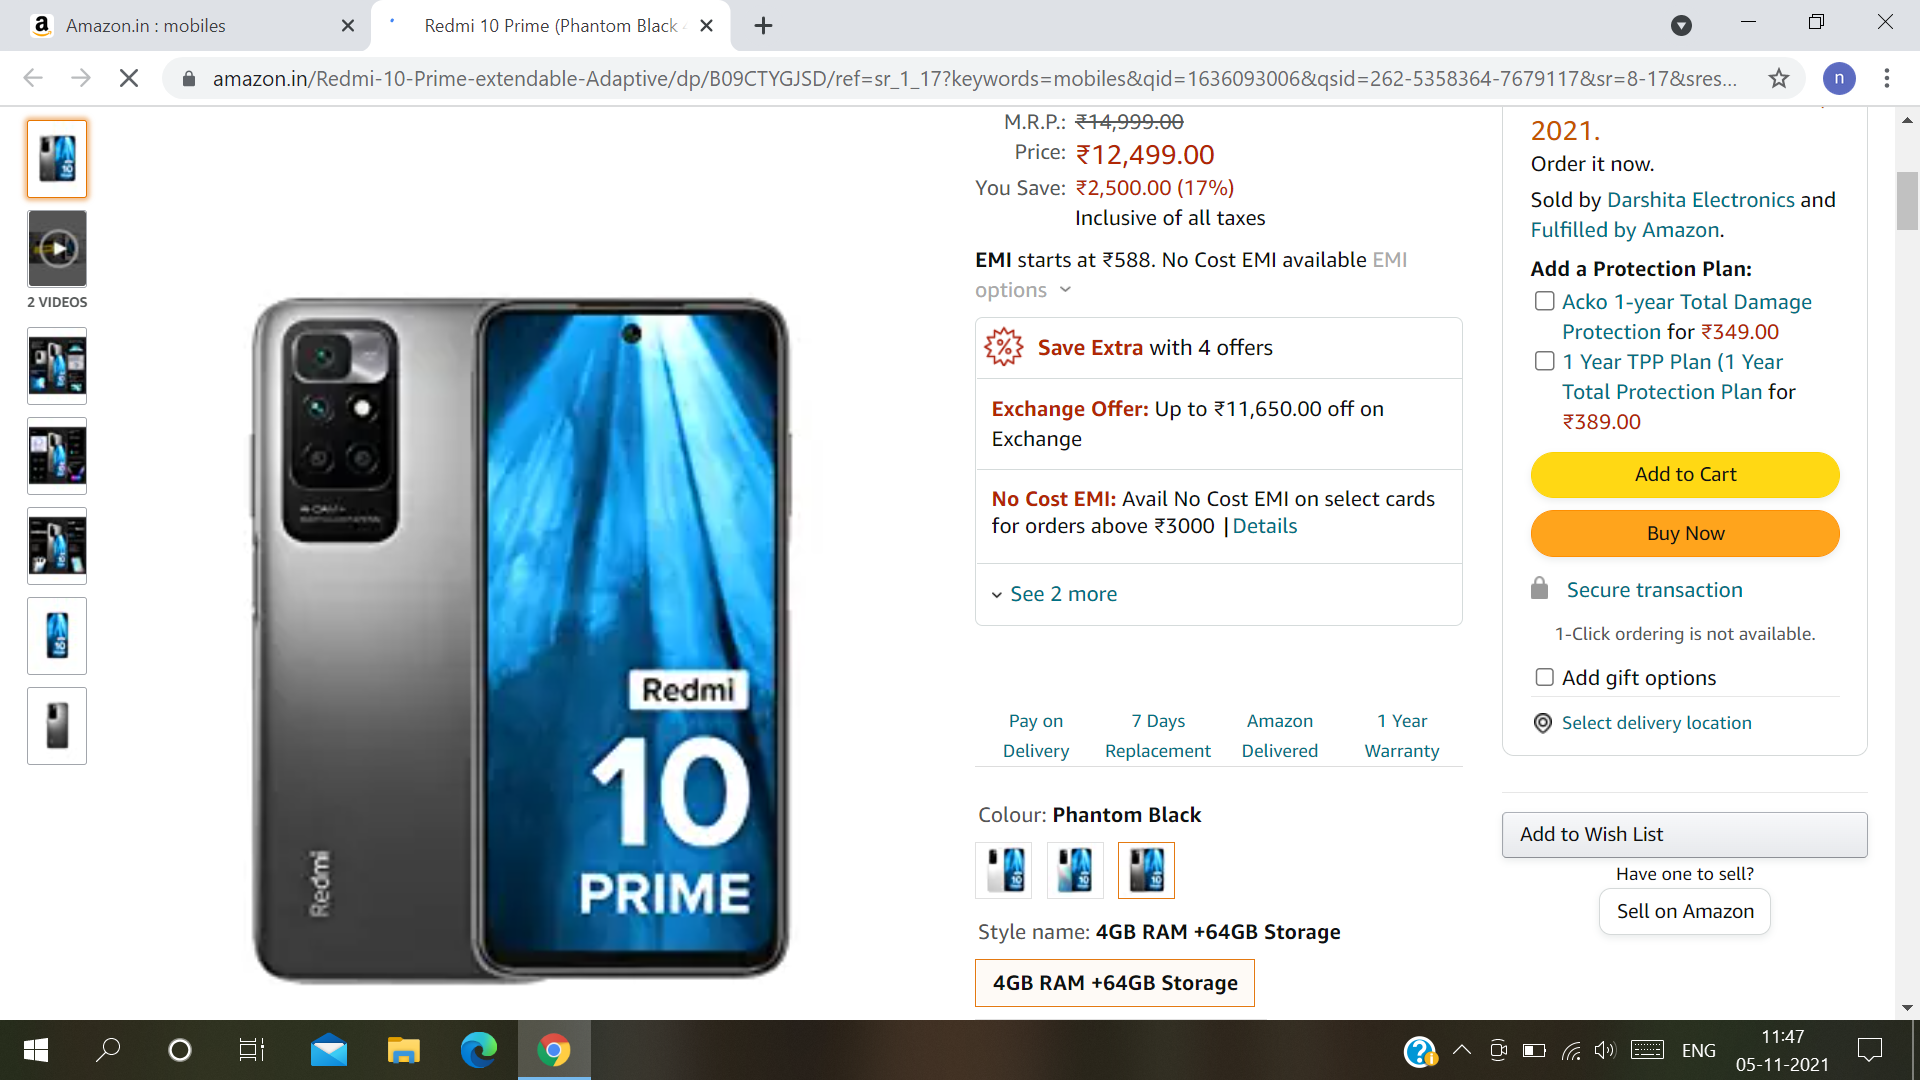 Amazon.in : mobiles
Redmi 10 Prime (Phantom Black
amazon.in/Redmi-10-Prime-extendable-Adaptive/dp/B09CTYGJSD/ref=sr_1_17?keywords=mobiles&qid=1636093006&qsid=262-5358364-7679117&sr=8-17&sres...
n
2 VIDEOS
Redmi
Redmi
10
PRIME
M.R.P.: ₹14,999.00
Price: ₹12,499.00
You Save: ₹2,500.00 (17%)
Inclusive of all taxes
EMI starts at ₹588. No Cost EMI available EMI
options
Save Extra with 4 offers
Exchange Offer: Up to ₹11,650.00 off on
Exchange
No Cost EMI: Avail No Cost EMI on select cards
for orders above ₹3000 | Details
See 2 more
Pay on
Delivery
7 Days
Replacement
Amazon
Delivered
1 Year
Warranty
Colour: Phantom Black
Style name: 4GB RAM +64GB Storage
4GB RAM +64GB Storage
2021.
Order it now.
Sold by Darshita Electronics and
Fulfilled by Amazon.
Add a Protection Plan:
Acko 1-year Total Damage
Protection for ₹349.00
1 Year TPP Plan (1 Year
Total Protection Plan for
₹389.00
Add to Cart
Buy Now
Secure transaction
1-Click ordering is not available.
Add gift options
Select delivery location
Add to Wish List
Have one to sell?
Sell on Amazon
ENG
11:47
05-11-2021